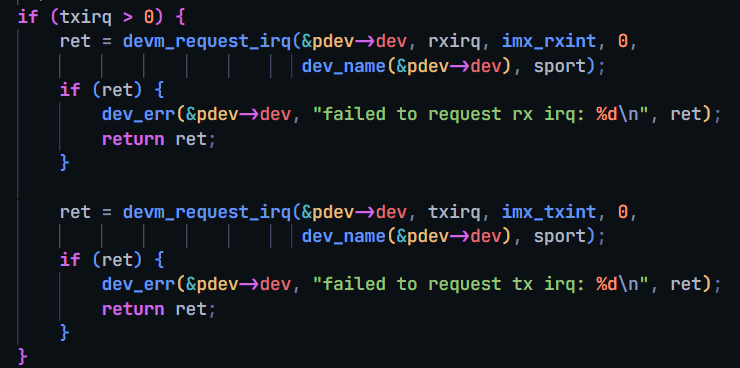 if (txirq > 0) {
    ret = devm_request_irq(&pdev->dev, rxirq, imx_rxint, 0,
                           dev_name(&pdev->dev), sport);
    if (ret) {
        dev_err(&pdev->dev, "failed to request rx irq: %d\n", ret);
        return ret;
    }

    ret = devm_request_irq(&pdev->dev, txirq, imx_txint, 0,
                           dev_name(&pdev->dev), sport);
    if (ret) {
        dev_err(&pdev->dev, "failed to request tx irq: %d\n", ret);
        return ret;
    }
}